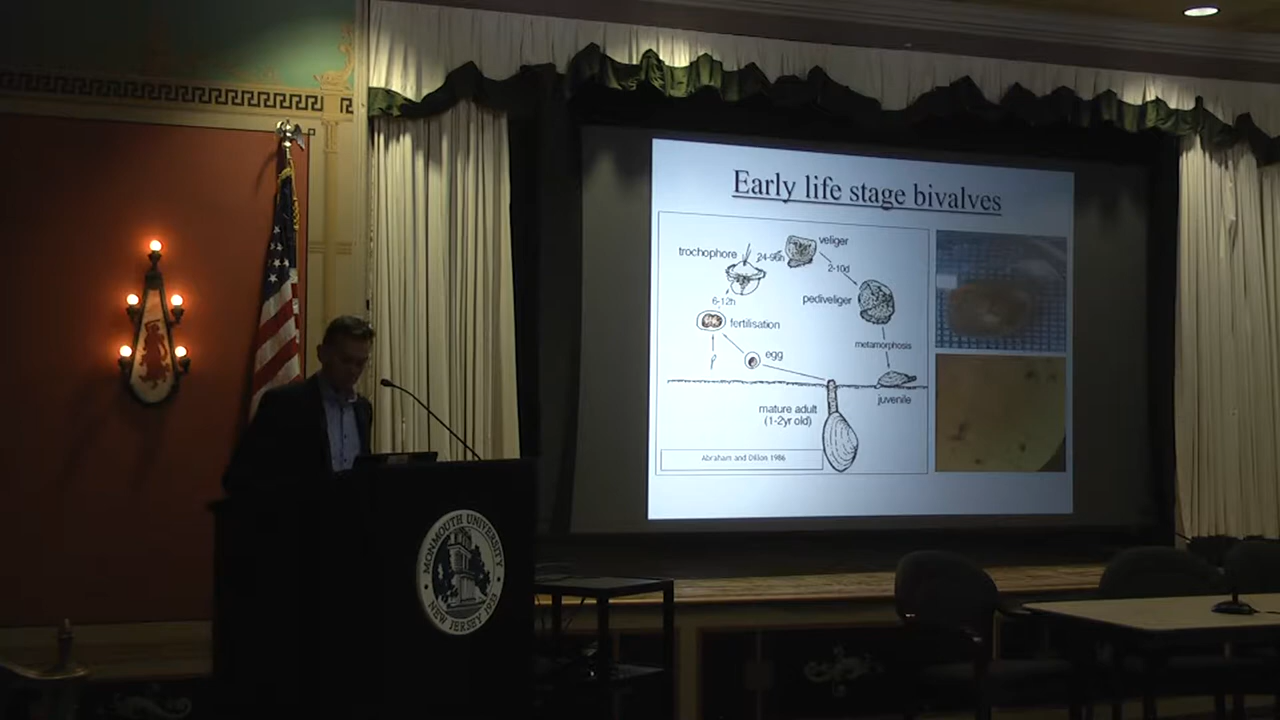 Early life stage bivalves
trochophore
24-96h
veliger
2-10d
pediveliger
6-12h
fertilisation
metamorphosis
egg
juvenile
mature adult
(1-2yr old)
Abraham and Dillon 1986
MONMOUTH UNIVERSITY
NEW JERSEY 1933